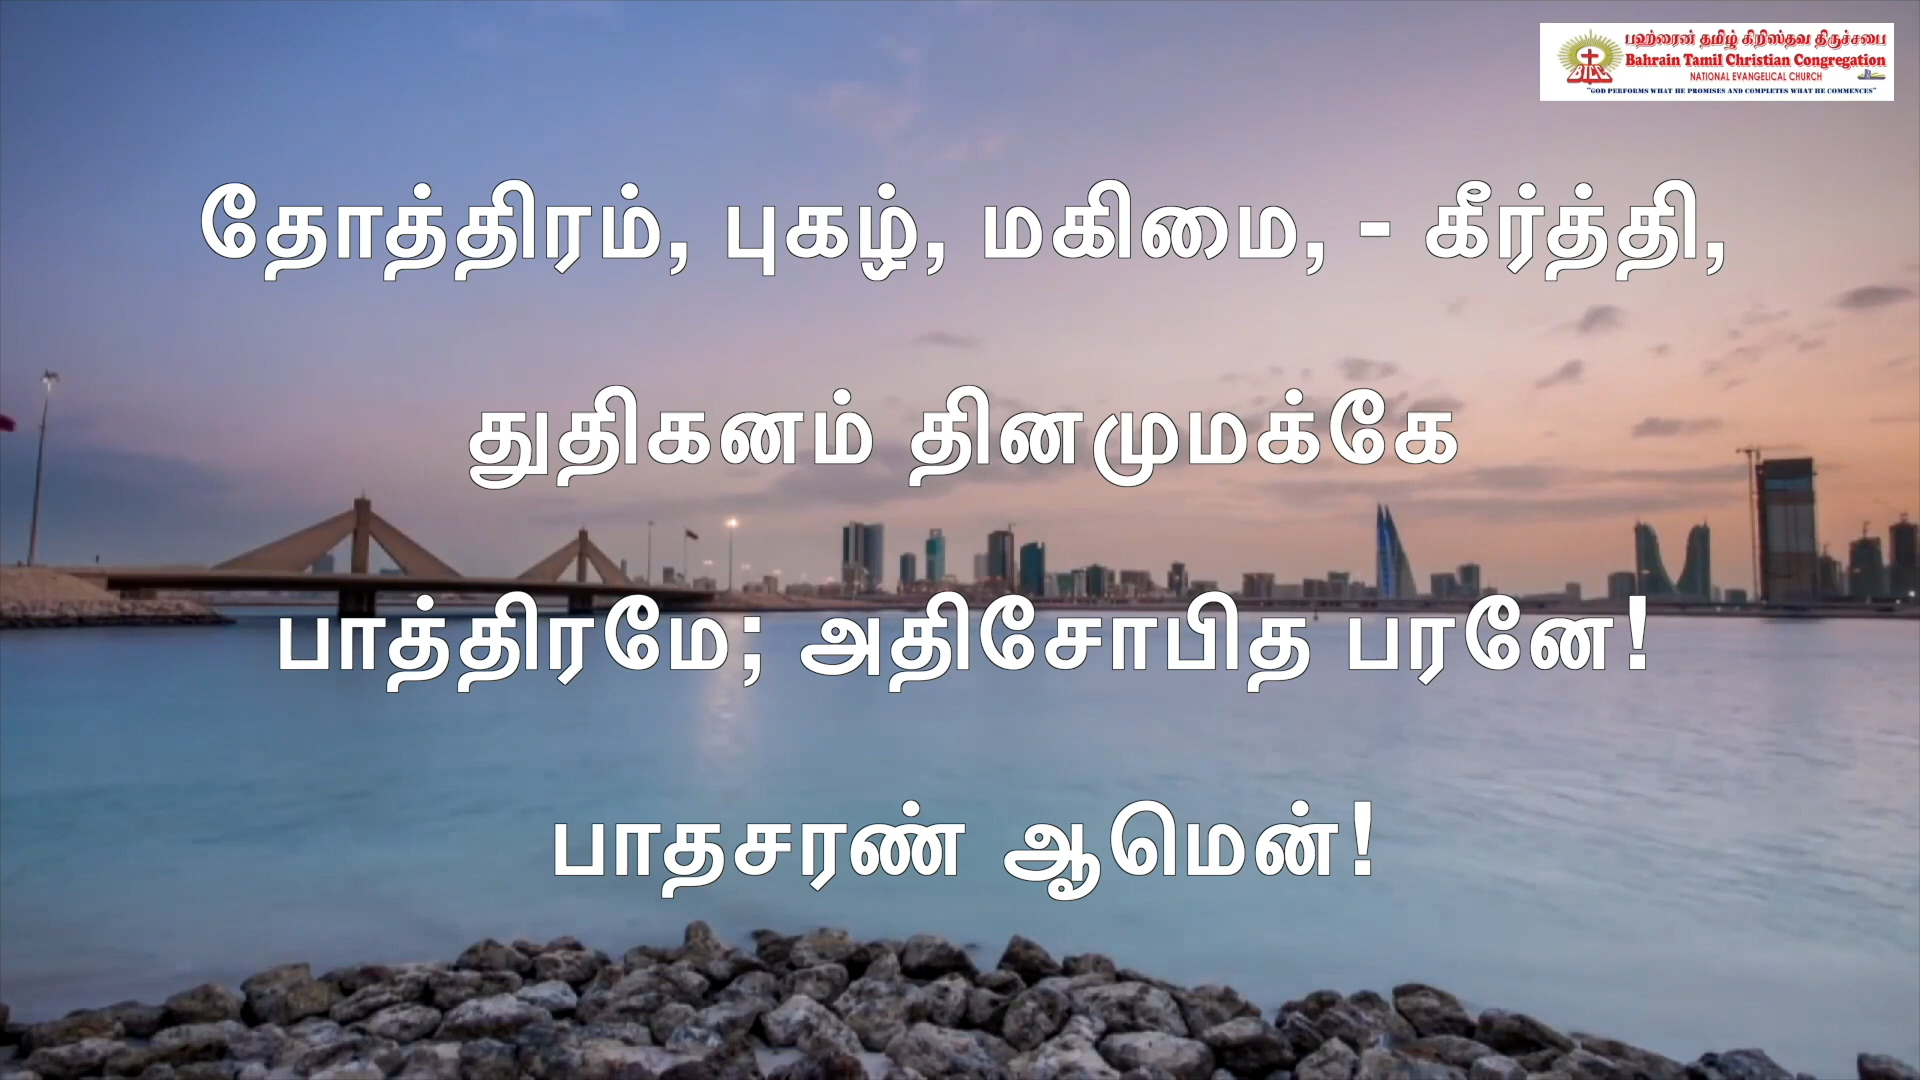 பஹ்ரைன் தமிழ் கிறிஸ்தவ திருச்சபை
Bahrain Tamil Christian Congregation
NATIONAL EVANGELICAL CHURCH
"GOD PERFORMS WHAT HE PROMISES AND COMPLETES WHAT HE COMMENCES"
BTCC
தோத்திரம், புகழ், மகிமை, - கீர்த்தி,
துதிகனம் தினமுமக்கே
பாத்திரமே; அதிசோபித பரனே!
பாதசரண் ஆமென்!